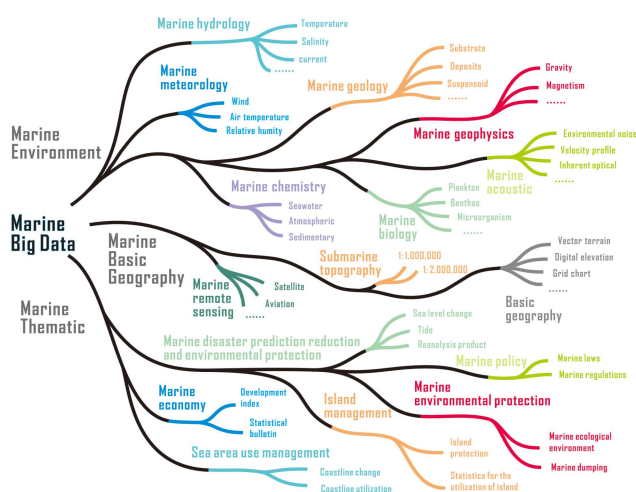 Marine hydrology
Temperature
Salinity
current
......
Marine
meteorology
Wind
Air temperature
Relative humity
Marine geology
Substrate
Deposits
Suspensoid
......
Gravity
Magnetism
......
Marine geophysics
Marine
Environment
Environmental noise
Velocity profile
Inherent optical
......
Marine
acoustic
Marine chemistry
Seawater
Atmospheric
Sedimentary
Plankton
Benthos
Microorganism
......
Marine
biology
Marine
Big Data
Marine
Basic
Geography
Marine
remote
sensing
Satellite
Aviation
......
Submarine
topography
1:1,000,000
1:2,000,000
Vector terrain
Digital elevation
Grid chart
......
Basic
geography
Marine
Thematic
Marine disaster prediction reduction
and environmental protection
Sea level change
Tide
Reanalysis product
Marine policy
Marine laws
Marine regulations
Marine
economy
Development
index
Statistical
bulletin
Island
management
Marine
environmental protection
Island
protection
Statistics for the
utilization of island
Marine ecological
environment
Marine dumping
Sea area use management
Coastline change
Coastline utilization